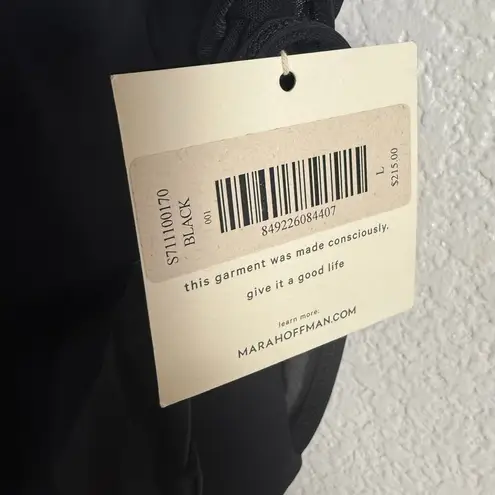 S711100170
BLACK
001
849226084407
L
$215.00
this garment was made consciously.
give it a good life
learn more:
MARAHOFFMAN.COM